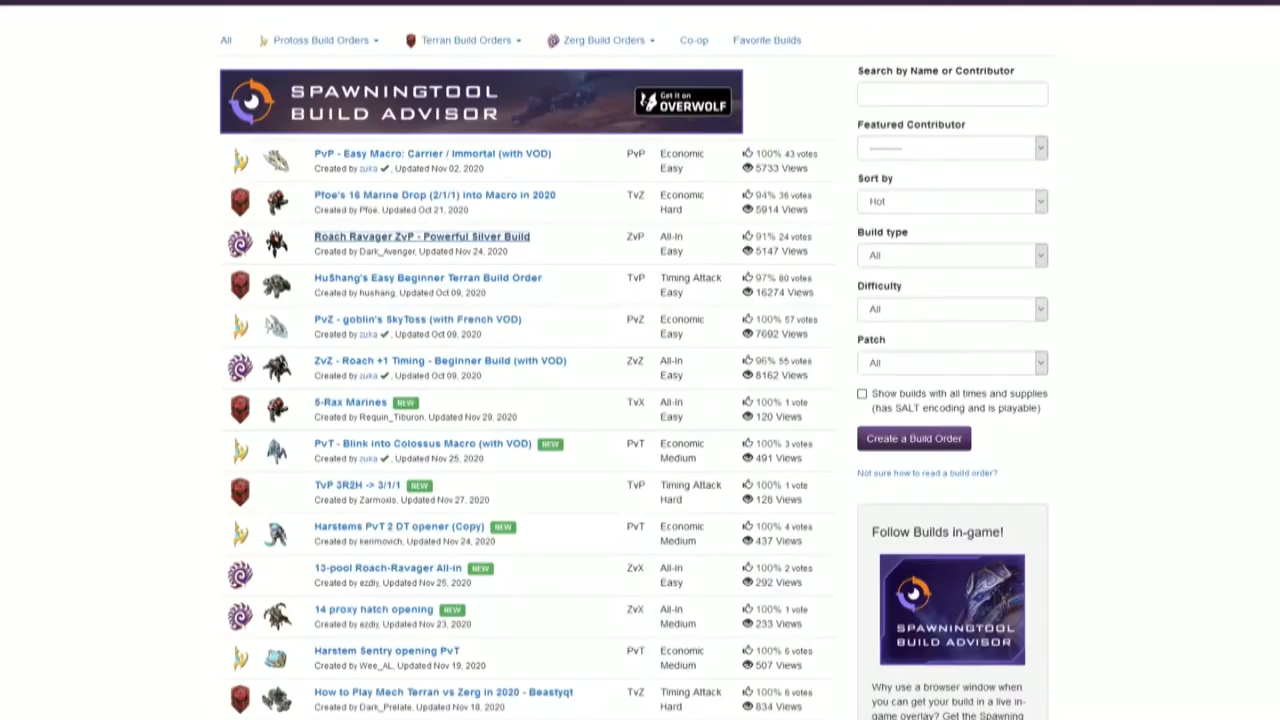 All
Protoss Build Orders
Terran Build Orders
Zerg Build Orders
Co-op
Favorite Builds
SPAWNINGTOOL
BUILD ADVISOR
Get it on
OVERWOLF
PvP - Easy Macro: Carrier / Immortal (with VOD) PvP Economic 100% 43 votes
Created by zuka ✔, Updated Nov 02, 2020 Easy 5733 Views
Pfoe's 16 Marine Drop (2/1/1) into Macro in 2020 TvZ Economic 94% 36 votes
Created by Pfoe, Updated Oct 21, 2020 Hard 5914 Views
Roach Ravager ZvP - Powerful Silver Build ZvP All-In 91% 24 votes
Created by Dark_Avenger, Updated Nov 24, 2020 Easy 5147 Views
HuShang's Easy Beginner Terran Build Order TvP Timing Attack 97% 80 votes
Created by hushang, Updated Oct 09, 2020 Easy 16274 Views
PvZ - goblin's SkyToss (with French VOD) PvZ Economic 100% 57 votes
Created by zuka ✔, Updated Oct 09, 2020 Easy 7692 Views
ZvZ - Roach +1 Timing - Beginner Build (with VOD) ZvZ All-In 96% 55 votes
Created by zuka ✔, Updated Oct 09, 2020 Easy 8162 Views
5-Rax Marines NEW TvX All-In 100% 1 vote
Created by Requin_Tiburon, Updated Nov 29, 2020 Easy 120 Views
PvT - Blink into Colossus Macro (with VOD) NEW PvT Economic 100% 3 votes
Created by zuka ✔, Updated Nov 25, 2020 Medium 491 Views
TvP 3R2H -> 3/1/1 NEW TvP Timing Attack 100% 1 vote
Created by Zarmoxis, Updated Nov 27, 2020 Hard 128 Views
Harstems PvT 2 DT opener (Copy) NEW PvT Economic 100% 4 votes
Created by kerimovich, Updated Nov 24, 2020 Medium 437 Views
13-pool Roach-Ravager All-in NEW ZvX All-In 100% 2 votes
Created by ezdiy, Updated Nov 25, 2020 Easy 292 Views
14 proxy hatch opening NEW ZvX All-In 100% 1 vote
Created by ezdiy, Updated Nov 23, 2020 Medium 233 Views
Harstem Sentry opening PvT PvT Economic 100% 6 votes
Created by Wee_AL, Updated Nov 19, 2020 Medium 507 Views
How to Play Mech Terran vs Zerg in 2020 - Beastyqt TvZ Timing Attack 100% 6 votes
Created by Dark_Prelate, Updated Nov 18, 2020 Hard 834 Views
Search by Name or Contributor
Featured Contributor
---------
Sort by
Hot
Build type
All
Difficulty
All
Patch
All
Show builds with all times and supplies
(has SALT encoding and is playable)
Create a Build Order
Not sure how to read a build order?
Follow Builds in-game!
SPAWNINGTOOL
BUILD ADVISOR
Why use a browser window when
you can get your build in a live in-
game overlay? Get the Spawning